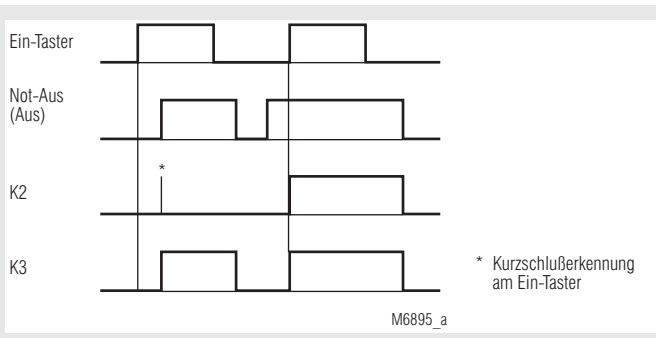 Ein-Taster
Not-Aus
(Aus)
*
K2
K3
* Kurzschlußerkennung
am Ein-Taster
M6895_a